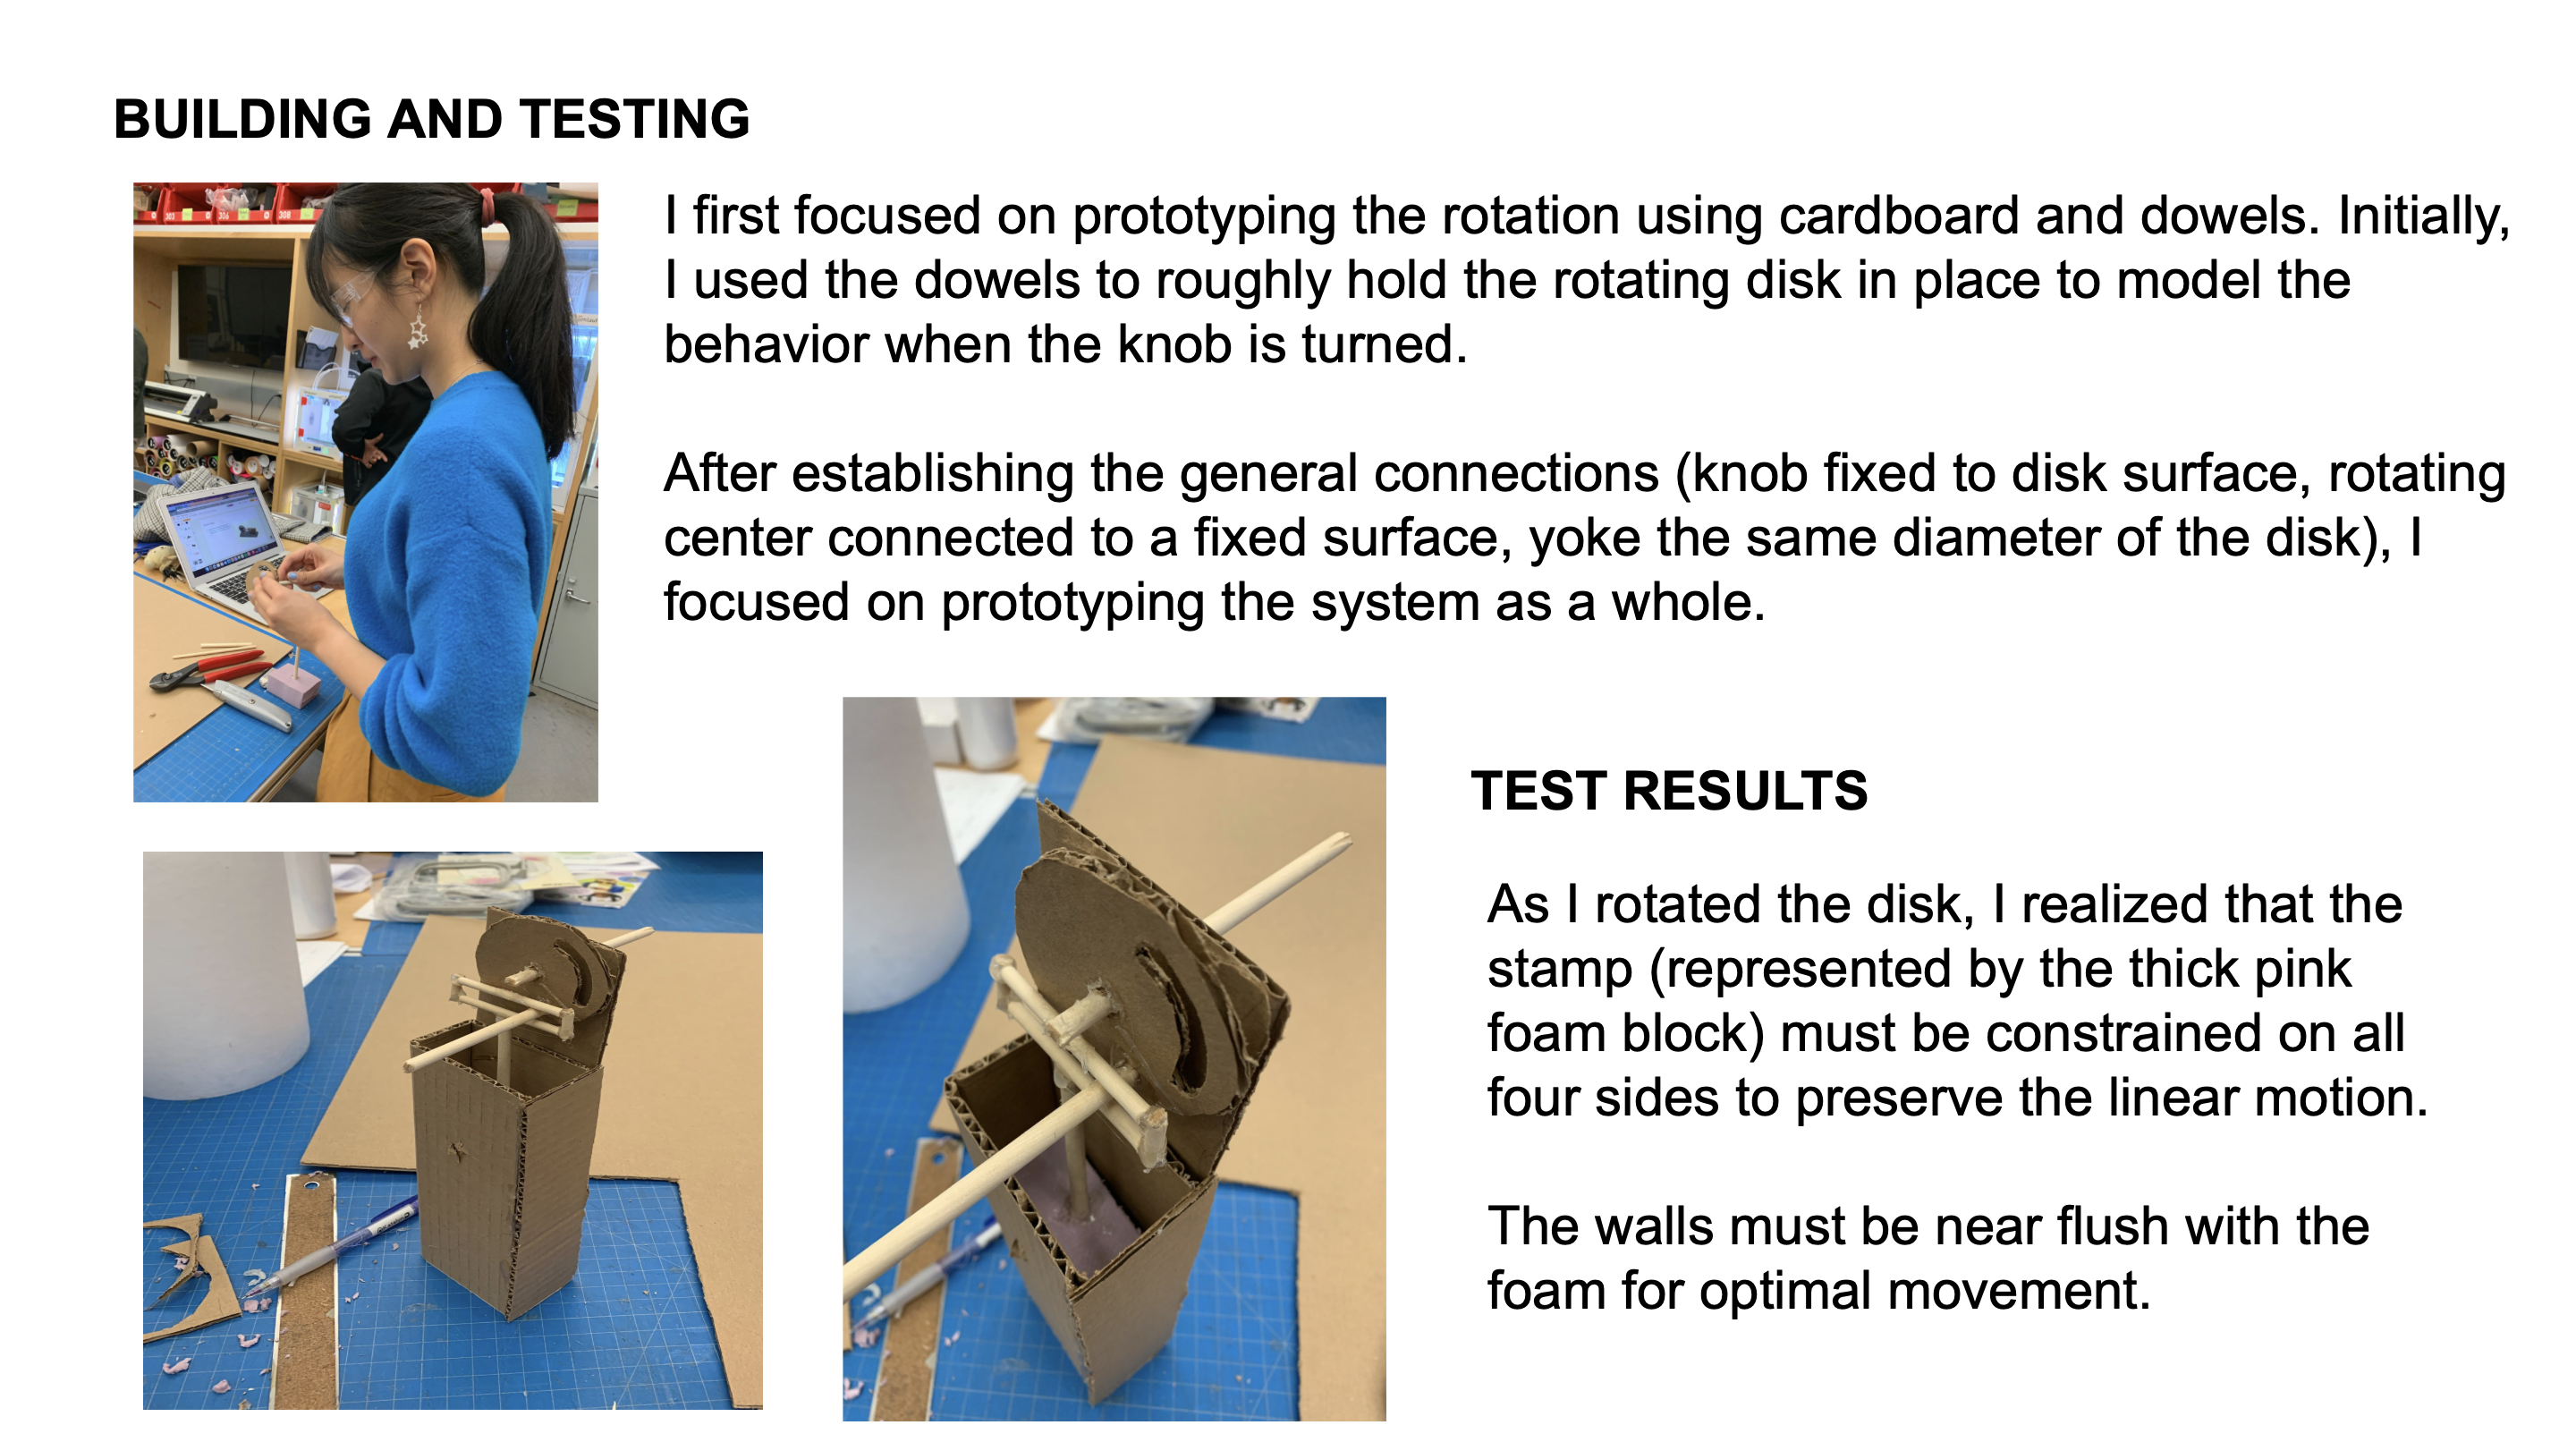 BUILDING AND TESTING
I first focused on prototyping the rotation using cardboard and dowels. Initially,
I used the dowels to roughly hold the rotating disk in place to model the
behavior when the knob is turned.
After establishing the general connections (knob fixed to disk surface, rotating
center connected to a fixed surface, yoke the same diameter of the disk), I
focused on prototyping the system as a whole.
TEST RESULTS
As I rotated the disk, I realized that the
stamp (represented by the thick pink
foam block) must be constrained on all
four sides to preserve the linear motion.
The walls must be near flush with the
foam for optimal movement.
303
306
308